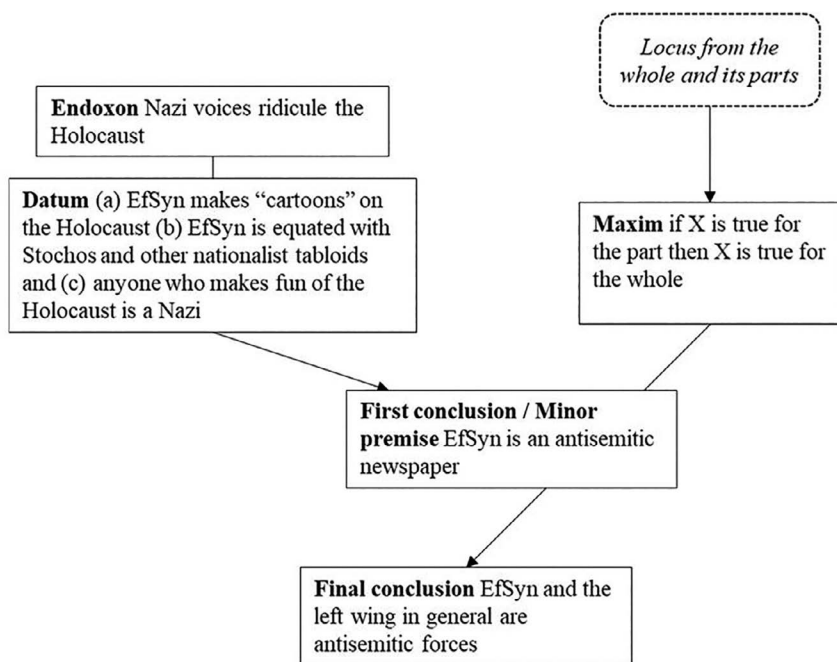 Locus from the
whole and its parts
Endoxon Nazi voices ridicule the
Holocaust
Datum (a) EfSyn makes “cartoons” on
the Holocaust (b) EfSyn is equated with
Stochos and other nationalist tabloids
and (c) anyone who makes fun of the
Holocaust is a Nazi
Maxim if X is true for
the part then X is true for
the whole
First conclusion / Minor
premise EfSyn is an antisemitic
newspaper
Final conclusion EfSyn and the
left wing in general are
antisemitic forces